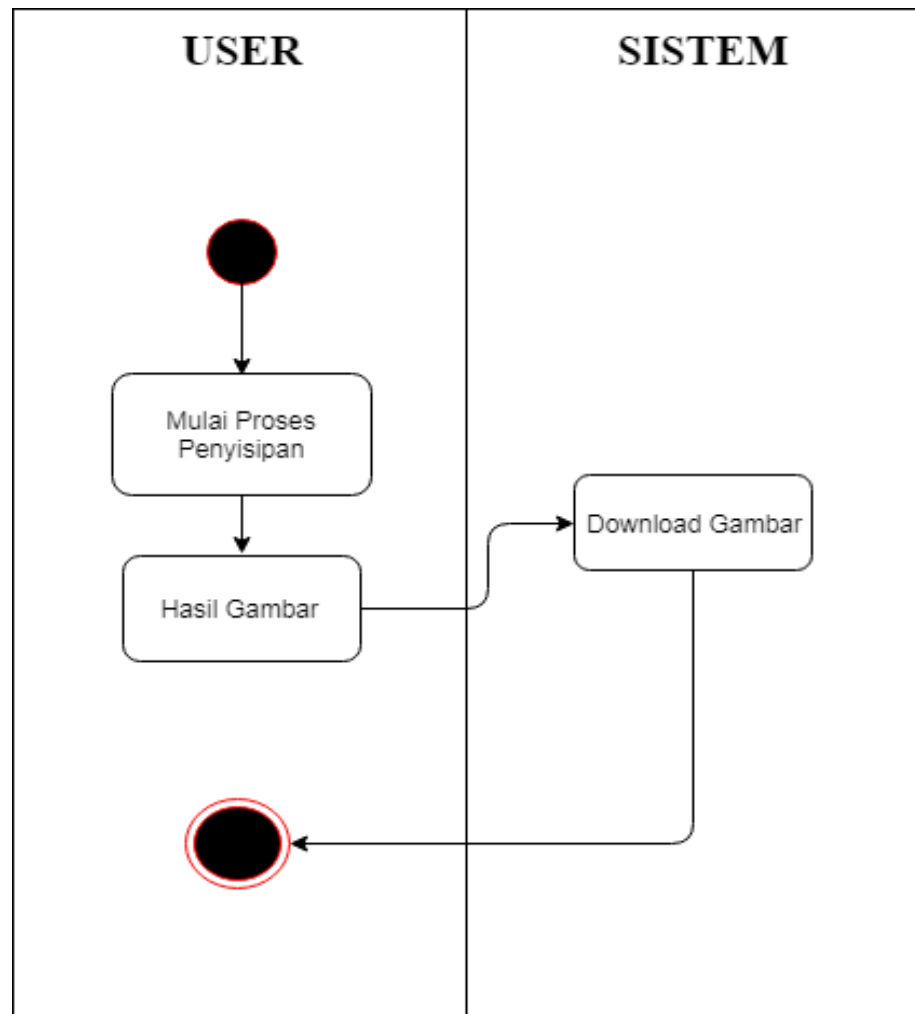 USER
SISTEM
Mulai Proses
Penyisipan
Download Gambar
Hasil Gambar